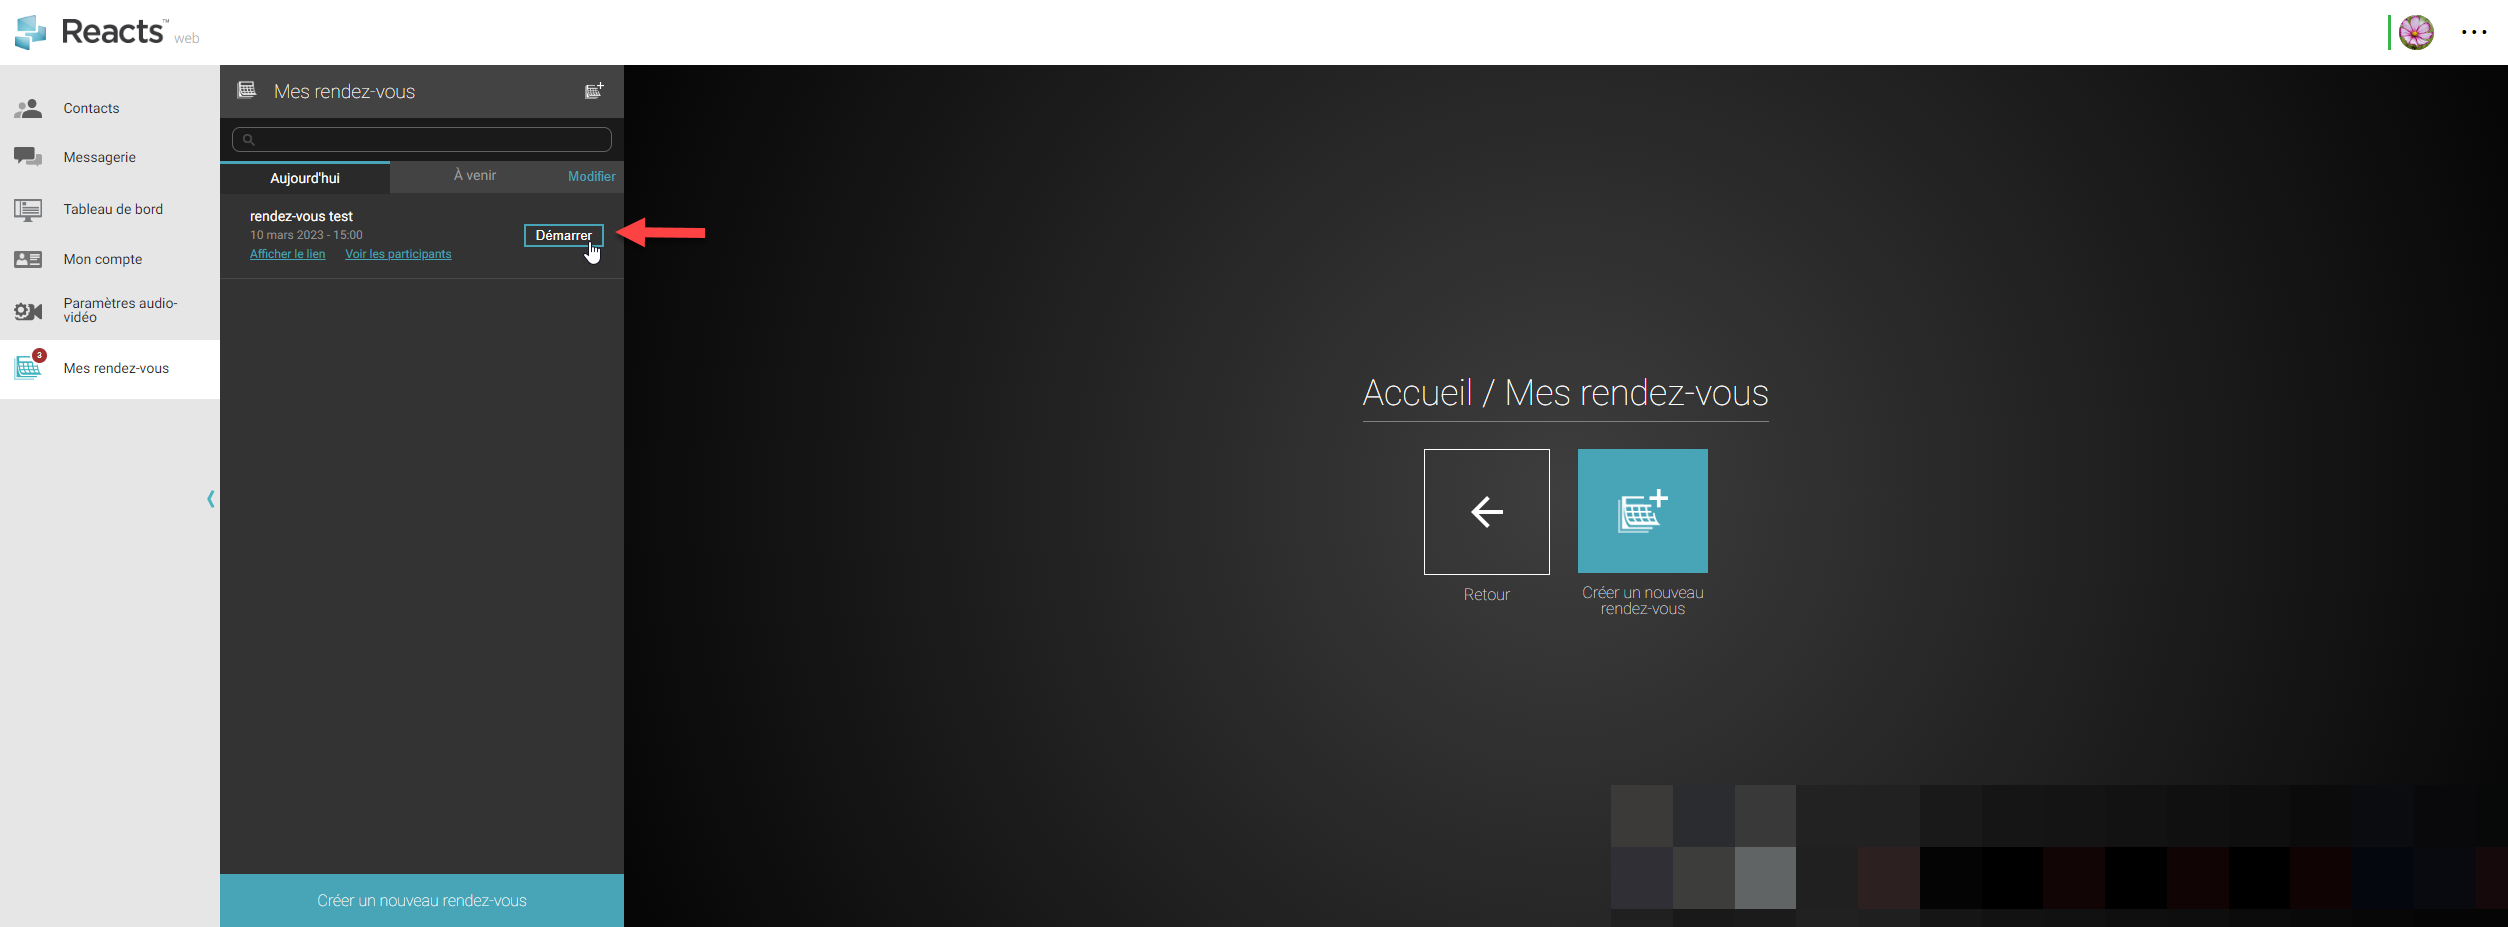 Reacts™ web
Contacts
Messagerie
Tableau de bord
Mon compte
Paramètres audio-
vidéo
3
Mes rendez-vous
Mes rendez-vous
Aujourd'hui
À venir
Modifier
rendez-vous test
10 mars 2023 - 15:00
Démarrer
Afficher le lien
Voir les participants
Créer un nouveau rendez-vous
Accueil / Mes rendez-vous
Retour
Créer un nouveau
rendez-vous